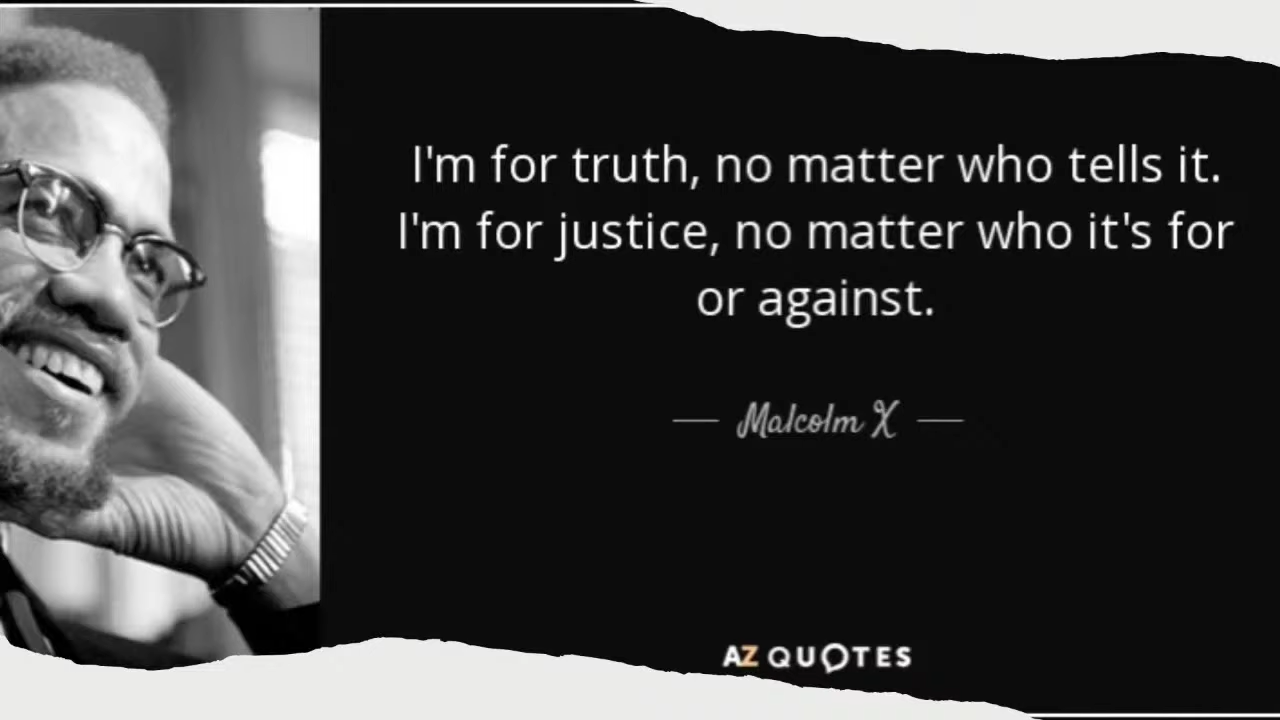 I'm for truth, no matter who tells it.
I'm for justice, no matter who it's for
or against.
Malcolm X
AZ QUOTES